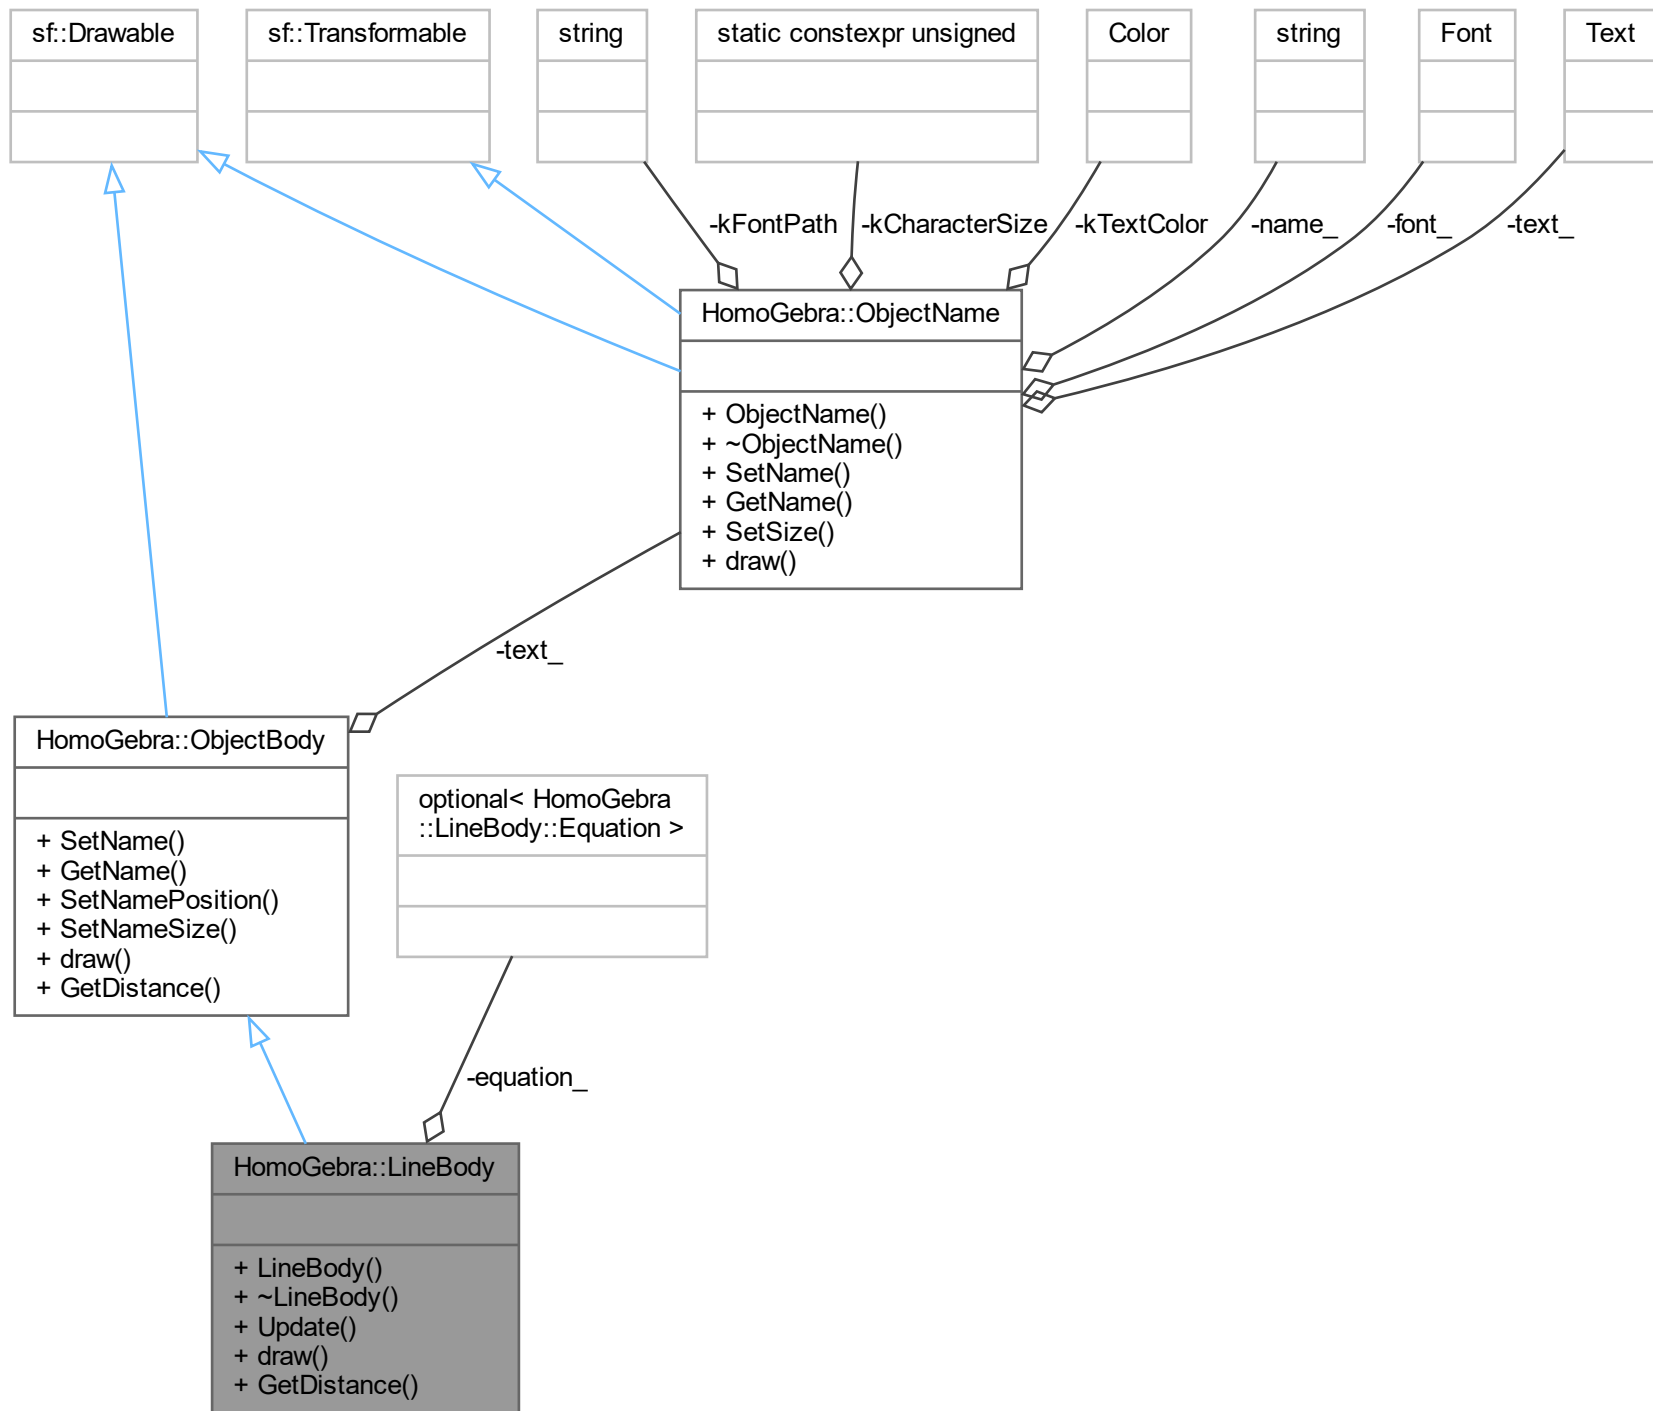 sf::Drawable
sf::Transformable
string
static constexpr unsigned
Color
string
Font
Text
-kFontPath
-kCharacterSize
-kTextColor
-name_
-font_
-text_
HomoGebra::ObjectName
+ ObjectName()
+ ~ObjectName()
+ SetName()
+ GetName()
+ SetSize()
+ draw()
-text_
HomoGebra::ObjectBody
+ SetName()
+ GetName()
+ SetNamePosition()
+ SetNameSize()
+ draw()
+ GetDistance()
optional< HomoGebra
::LineBody::Equation >
-equation_
HomoGebra::LineBody
+ LineBody()
+ ~LineBody()
+ Update()
+ draw()
+ GetDistance()